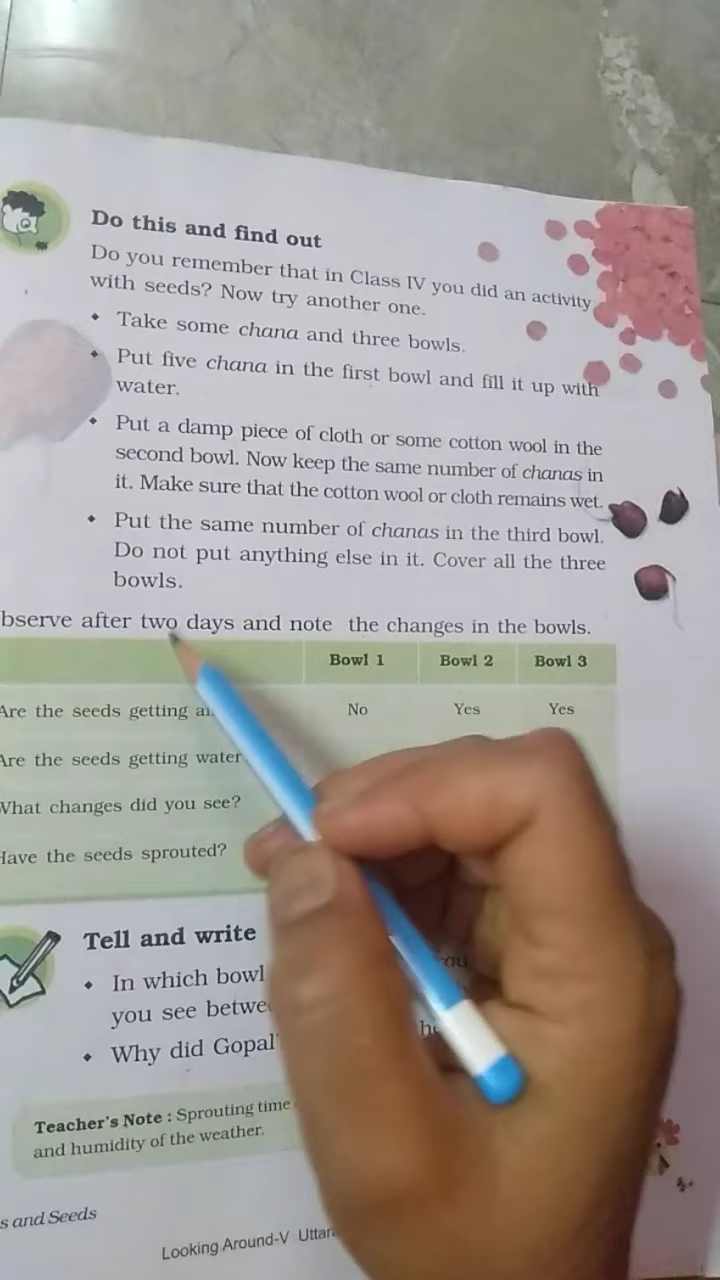 Do this and find out
Do you remember that in Class IV you did an activity
with seeds? Now try another one.
• Take some chana and three bowls.
• Put five chana in the first bowl and fill it up with
water.
• Put a damp piece of cloth or some cotton wool in the
second bowl. Now keep the same number of chanas in
it. Make sure that the cotton wool or cloth remains wet.
• Put the same number of chanas in the third bowl.
Do not put anything else in it. Cover all the three
bowls.
bserve after two days and note the changes in the bowls.
Bowl 1 Bowl 2 Bowl 3
Are the seeds getting No Yes Yes
Are the seeds getting water
What changes did you see?
Have the seeds sprouted?
Tell and write
• In which bowl
you see betwe
• Why did Gopal'
Teacher's Note : Sprouting time
and humidity of the weather.
s and Seeds
Looking Around-V